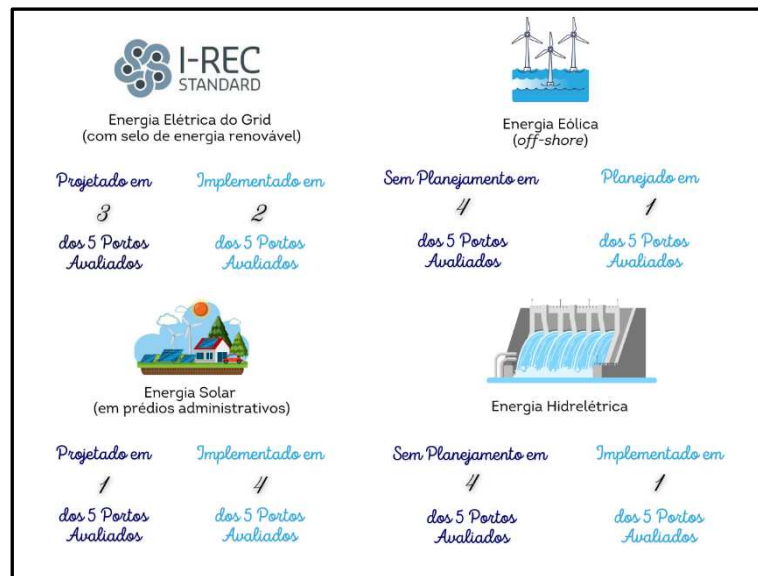 I-REC
STANDARD
Energia Elétrica do Grid
(com selo de energia renovável)
Projetado em
3
dos 5 Portos
Avaliados
Implementado em
2
dos 5 Portos
Avaliados
Energia Eólica
(off-shore)
Sem Planejamento em
4
dos 5 Portos
Avaliados
Planejado em
1
dos 5 Portos
Avaliados
Energia Solar
(em prédios administrativos)
Projetado em
1
dos 5 Portos
Avaliados
Implementado em
4
dos 5 Portos
Avaliados
Energia Hidrelétrica
Sem Planejamento em
4
dos 5 Portos
Avaliados
Implementado em
1
dos 5 Portos
Avaliados